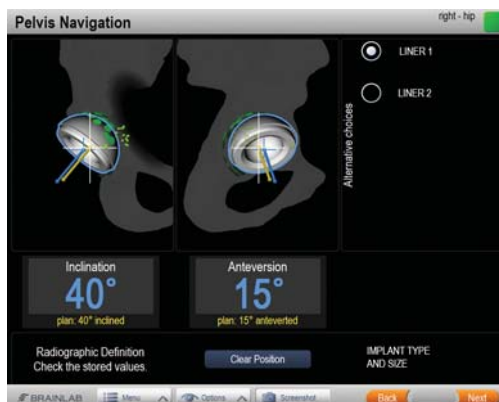 Pelvis Navigation
right - hip
LINER 1
LINER 2
Alternative choices
Inclination
40°
plan: 40° inclined
Anteversion
15°
plan: 15° anteverted
Radiographic Definition
Check the stored values.
Clear Position
IMPLANT TYPE
AND SIZE
BRAINLAB
Menu
Options
Screenshot
Back
Next